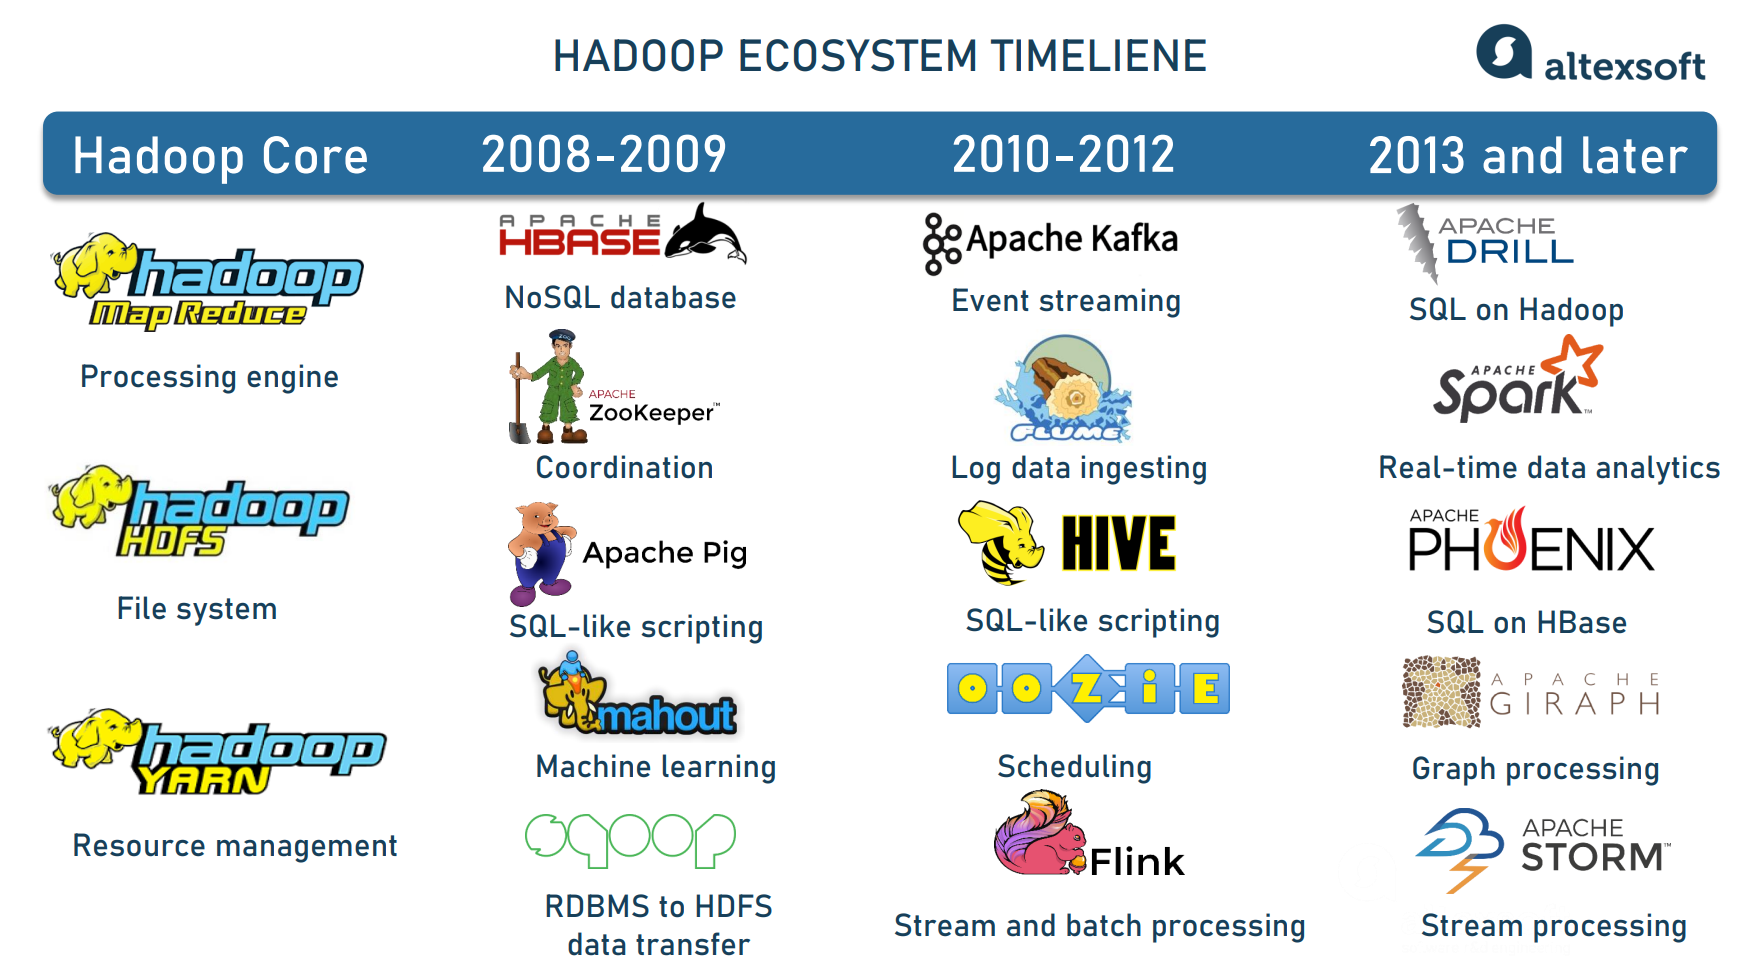 HADOOP ECOSYSTEM TIMELIENE
altexsoft
Hadoop Core
2008-2009
2010-2012
2013 and later
hadoop
Map Reduce
Processing engine
hadoop
HDFS
File system
hadoop
YARN
Resource management
APACHE
HBASE
NoSQL database
ZOO
APACHE
ZooKeeper™
Coordination
Apache Pig
SQL-like scripting
mahout
Machine learning
sqoop
RDBMS to HDFS
data transfer
Apache Kafka
Event streaming
FLUME
Log data ingesting
HIVE
SQL-like scripting
OOZiE
Scheduling
Flink
Stream and batch processing
APACHE
DRILL
SQL on Hadoop
APACHE
Spark™
Real-time data analytics
APACHE
PHOENIX
SQL on HBase
APACHE
GIRAPH
Graph processing
APACHE
STORM™
Stream processing